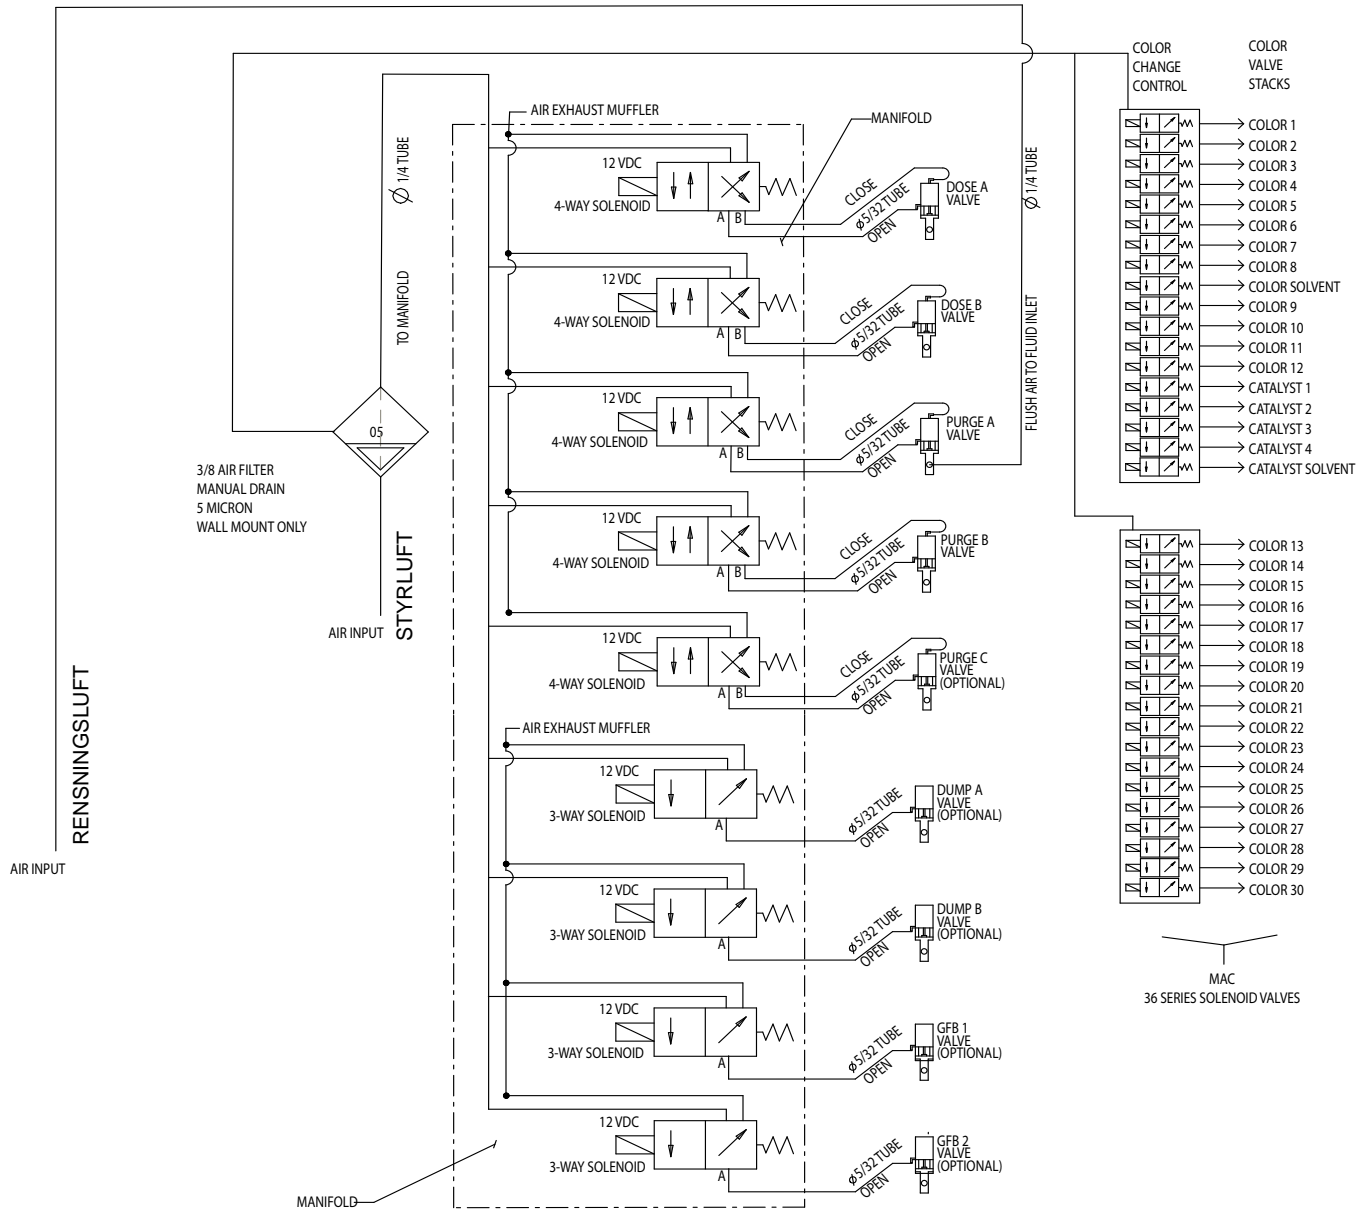 AIR EXHAUST MUFFLER
MANIFOLD
12 VDC
4-WAY SOLENOID
A B
CLOSE
ø5/32 TUBE
OPEN
DOSE A
VALVE
12 VDC
4-WAY SOLENOID
A B
CLOSE
ø5/32 TUBE
OPEN
DOSE B
VALVE
12 VDC
4-WAY SOLENOID
A B
CLOSE
ø5/32 TUBE
OPEN
PURGE A
VALVE
12 VDC
4-WAY SOLENOID
A B
CLOSE
ø5/32 TUBE
OPEN
PURGE B
VALVE
12 VDC
4-WAY SOLENOID
A B
CLOSE
ø5/32 TUBE
OPEN
PURGE C
VALVE
(OPTIONAL)
AIR EXHAUST MUFFLER
12 VDC
3-WAY SOLENOID
A
ø5/32 TUBE
OPEN
DUMP A
VALVE
(OPTIONAL)
12 VDC
3-WAY SOLENOID
A
ø5/32 TUBE
OPEN
DUMP B
VALVE
(OPTIONAL)
12 VDC
3-WAY SOLENOID
A
ø5/32 TUBE
OPEN
GFB 1
VALVE
(OPTIONAL)
12 VDC
3-WAY SOLENOID
A
ø5/32 TUBE
OPEN
GFB 2
VALVE
(OPTIONAL)
MANIFOLD
Ø 1/4 TUBE
TO MANIFOLD
05
3/8 AIR FILTER
MANUAL DRAIN
5 MICRON
WALL MOUNT ONLY
AIR INPUT
STYRLUFT
RENSNINGSLUFT
AIR INPUT
Ø 1/4 TUBE
FLUSH AIR TO FLUID INLET
COLOR
CHANGE
CONTROL
COLOR
VALVE
STACKS
COLOR 1
COLOR 2
COLOR 3
COLOR 4
COLOR 5
COLOR 6
COLOR 7
COLOR 8
COLOR SOLVENT
COLOR 9
COLOR 10
COLOR 11
COLOR 12
CATALYST 1
CATALYST 2
CATALYST 3
CATALYST 4
CATALYST SOLVENT
COLOR 13
COLOR 14
COLOR 15
COLOR 16
COLOR 17
COLOR 18
COLOR 19
COLOR 20
COLOR 21
COLOR 22
COLOR 23
COLOR 24
COLOR 25
COLOR 26
COLOR 27
COLOR 28
COLOR 29
COLOR 30
MAC
36 SERIES SOLENOID VALVES